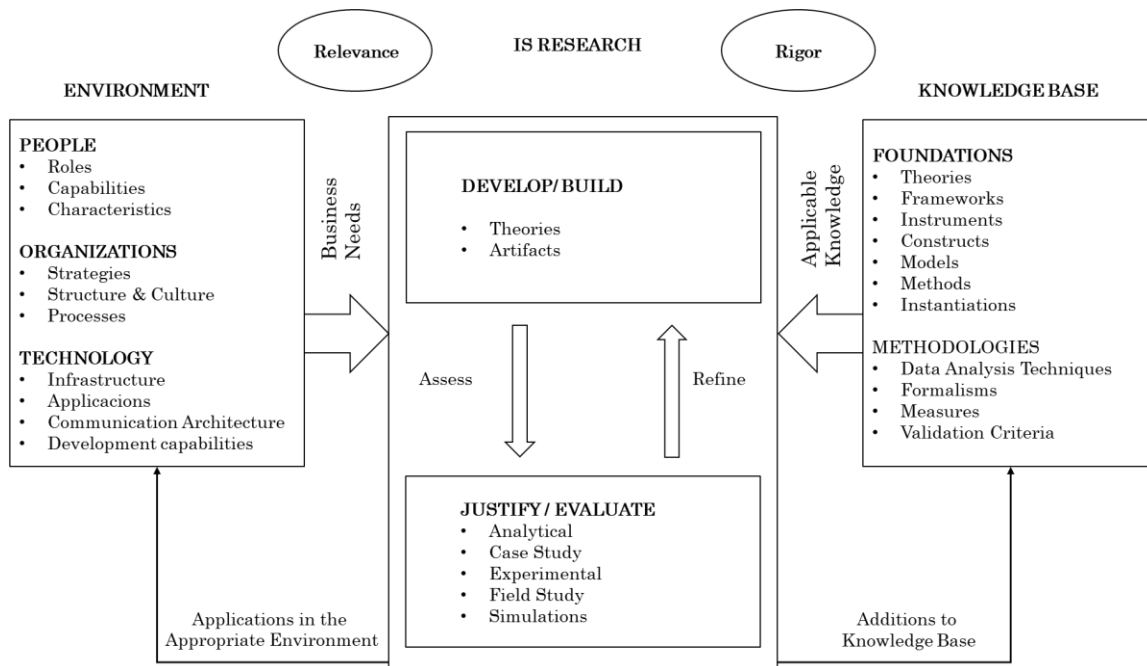 Relevance
IS RESEARCH
Rigor
ENVIRONMENT
KNOWLEDGE BASE
PEOPLE
• Roles
• Capabilities
• Characteristics
ORGANIZATIONS
• Strategies
• Structure & Culture
• Processes
TECHNOLOGY
• Infrastructure
• Applicacions
• Communication Architecture
• Development capabilities
Business
Needs
DEVELOP/ BUILD
• Theories
• Artifacts
Assess
Refine
JUSTIFY / EVALUATE
• Analytical
• Case Study
• Experimental
• Field Study
• Simulations
Applicable
Knowledge
FOUNDATIONS
• Theories
• Frameworks
• Instruments
• Constructs
• Models
• Methods
• Instantiations
METHODOLOGIES
• Data Analysis Techniques
• Formalisms
• Measures
• Validation Criteria
Applications in the
Appropriate Environment
Additions to
Knowledge Base